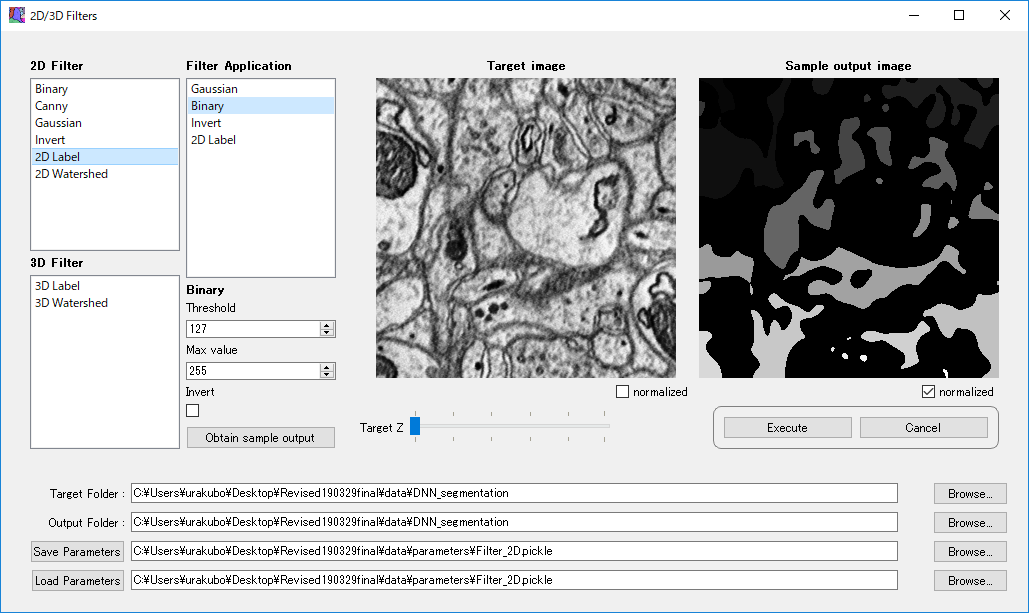 2D/3D Filters
2D Filter
Binary
Canny
Gaussian
Invert
2D Label
2D Watershed
3D Filter
3D Label
3D Watershed
Filter Application
Gaussian
Binary
Invert
2D Label
Binary
Threshold
127
Max value
255
Invert
Obtain sample output
Target image
normalized
Target Z
Sample output image
normalized
Execute
Cancel
Target Folder : C:¥Users¥urakubo¥Desktop¥Revised190329final¥data¥DNN_segmentation Browse...
Output Folder : C:¥Users¥urakubo¥Desktop¥Revised190329final¥data¥DNN_segmentation Browse...
Save Parameters C:¥Users¥urakubo¥Desktop¥Revised190329final¥data¥parameters¥Filter_2D.pickle Browse...
Load Parameters C:¥Users¥urakubo¥Desktop¥Revised190329final¥data¥parameters¥Filter_2D.pickle Browse...